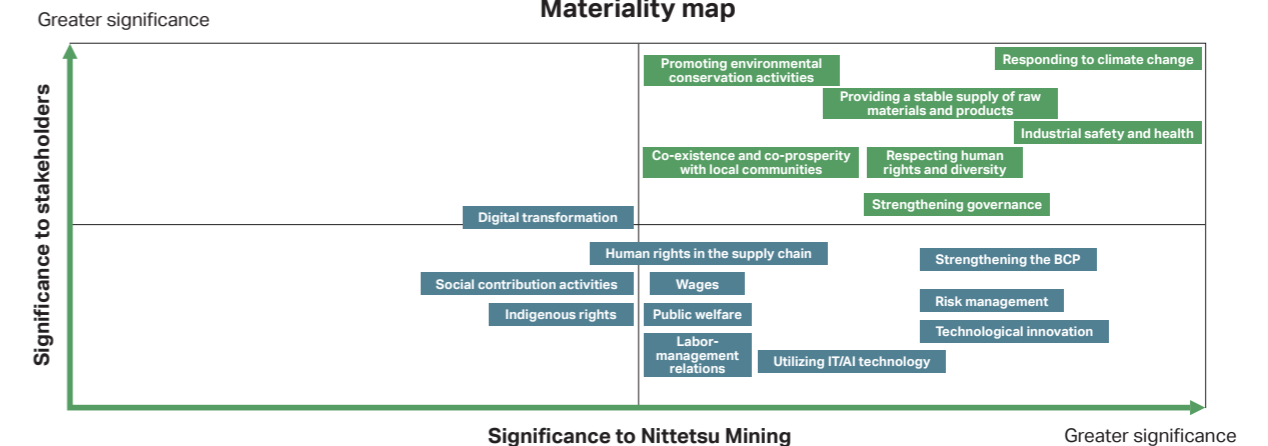 Materiality map
Greater significance
Significance to stakeholders
Promoting environmental
conservation activities
Responding to climate change
Providing a stable supply of raw
materials and products
Industrial safety and health
Co-existence and co-prosperity
with local communities
Respecting human
rights and diversity
Strengthening governance
Digital transformation
Human rights in the supply chain
Strengthening the BCP
Social contribution activities
Wages
Risk management
Indigenous rights
Public welfare
Technological innovation
Labor-
management
relations
Utilizing IT/AI technology
Significance to Nittetsu Mining
Greater significance